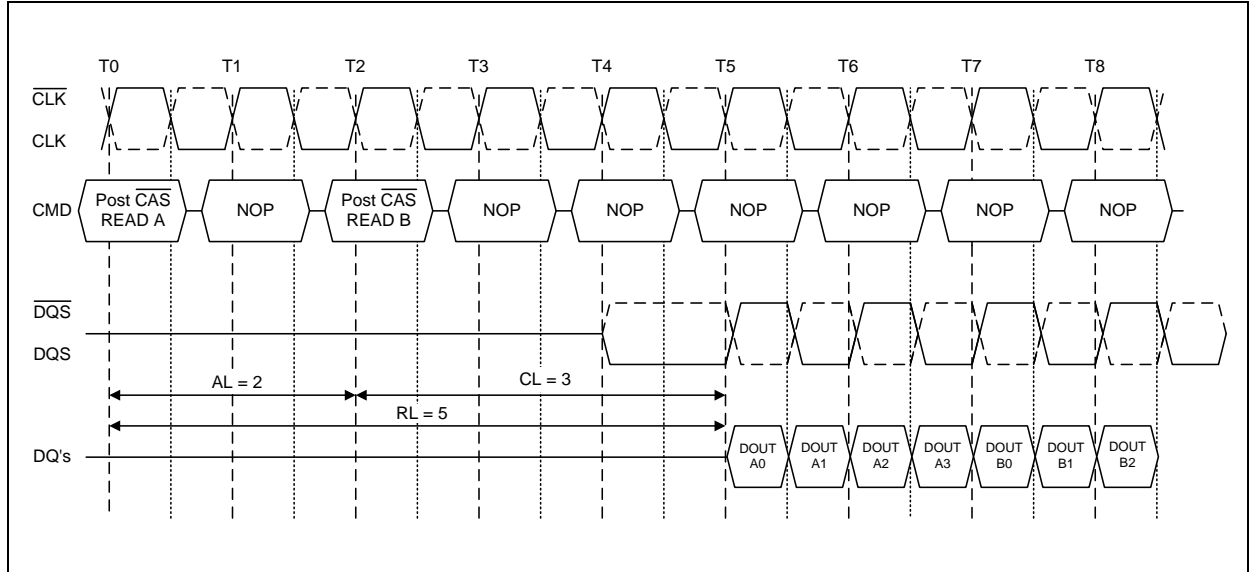 T0 T1 T2 T3 T4 T5 T6 T7 T8
CLK
CLK
CMD
Post CAS
READ A
NOP
Post CAS
READ B
NOP
NOP
NOP
NOP
NOP
NOP
DQS
DQS
AL = 2
CL = 3
RL = 5
DQ's
DOUT
A0
DOUT
A1
DOUT
A2
DOUT
A3
DOUT
B0
DOUT
B1
DOUT
B2